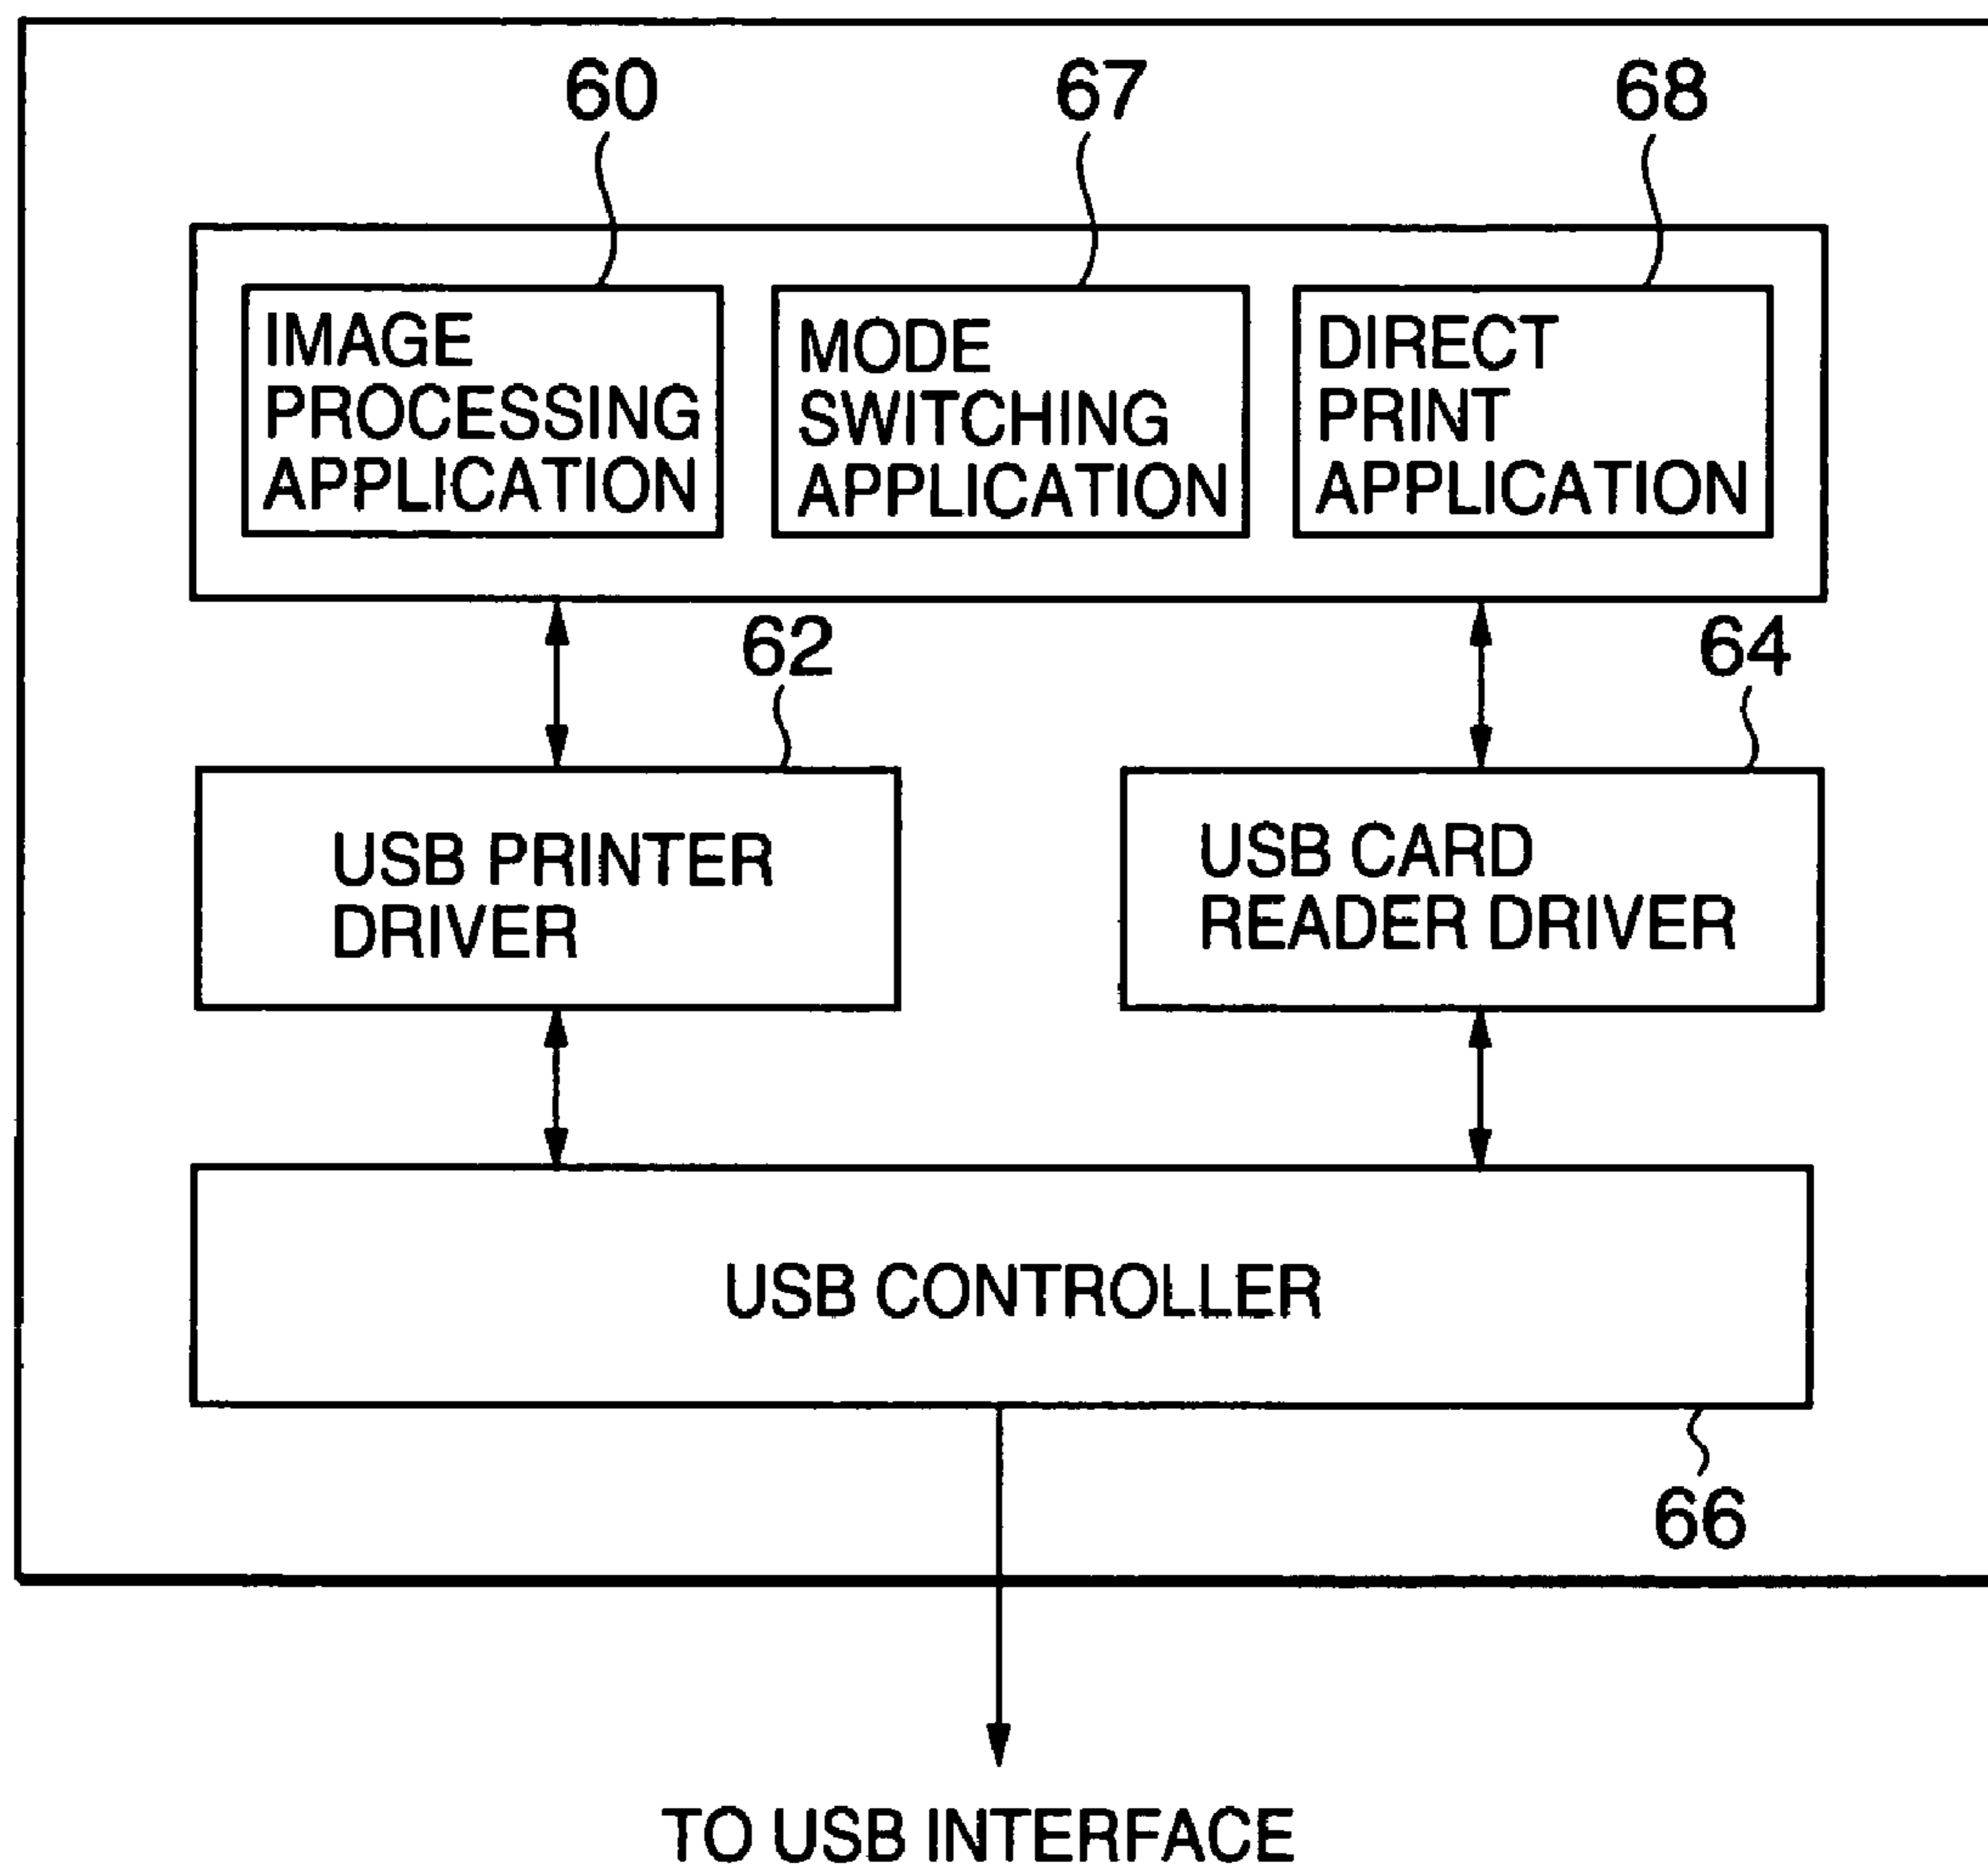 60
67
68
IMAGE
PROCESSING
APPLICATION
MODE
SWITCHING
APPLICATION
DIRECT
PRINT
APPLICATION
62
64
USB PRINTER
DRIVER
USB CARD
READER DRIVER
USB CONTROLLER
66
TO USB INTERFACE